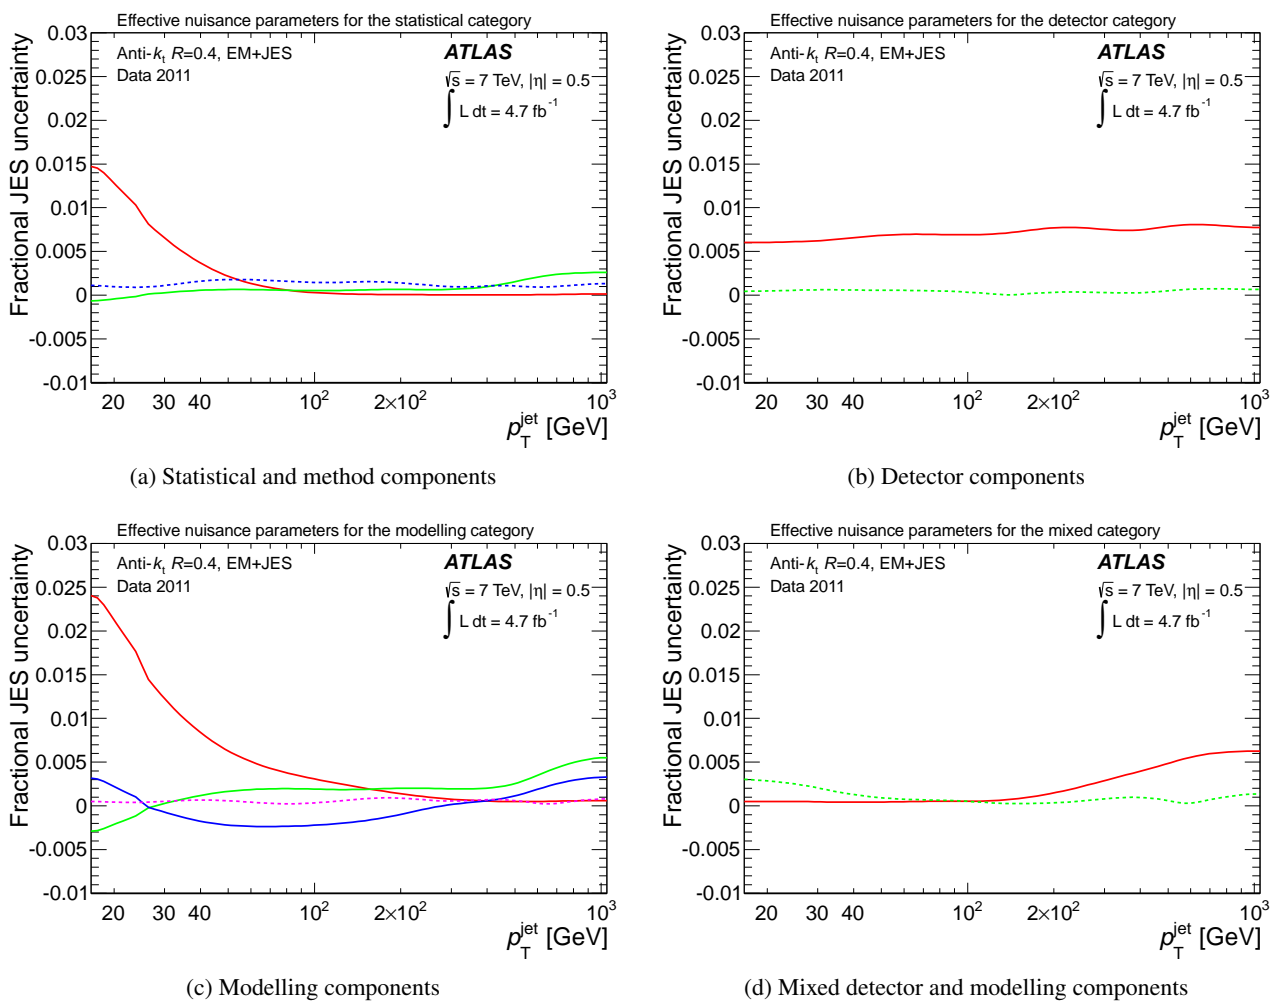 Effective nuisance parameters for the statistical category
Fractional JES uncertainty
0.03
0.025
0.02
0.015
0.01
0.005
0
-0.005
-0.01
Anti-kt R=0.4, EM+JES
Data 2011
ATLAS
√s = 7 TeV, |η| = 0.5
∫ L dt = 4.7 fb-1
20 30 40 10² 2×10² 10³
pTjet [GeV]
(a) Statistical and method components
Effective nuisance parameters for the detector category
Fractional JES uncertainty
0.03
0.025
0.02
0.015
0.01
0.005
0
-0.005
-0.01
Anti-kt R=0.4, EM+JES
Data 2011
ATLAS
√s = 7 TeV, |η| = 0.5
∫ L dt = 4.7 fb-1
20 30 40 10² 2×10² 10³
pTjet [GeV]
(b) Detector components
Effective nuisance parameters for the modelling category
Fractional JES uncertainty
0.03
0.025
0.02
0.015
0.01
0.005
0
-0.005
-0.01
Anti-kt R=0.4, EM+JES
Data 2011
ATLAS
√s = 7 TeV, |η| = 0.5
∫ L dt = 4.7 fb-1
20 30 40 10² 2×10² 10³
pTjet [GeV]
(c) Modelling components
Effective nuisance parameters for the mixed category
Fractional JES uncertainty
0.03
0.025
0.02
0.015
0.01
0.005
0
-0.005
-0.01
Anti-kt R=0.4, EM+JES
Data 2011
ATLAS
√s = 7 TeV, |η| = 0.5
∫ L dt = 4.7 fb-1
20 30 40 10² 2×10² 10³
pTjet [GeV]
(d) Mixed detector and modelling components